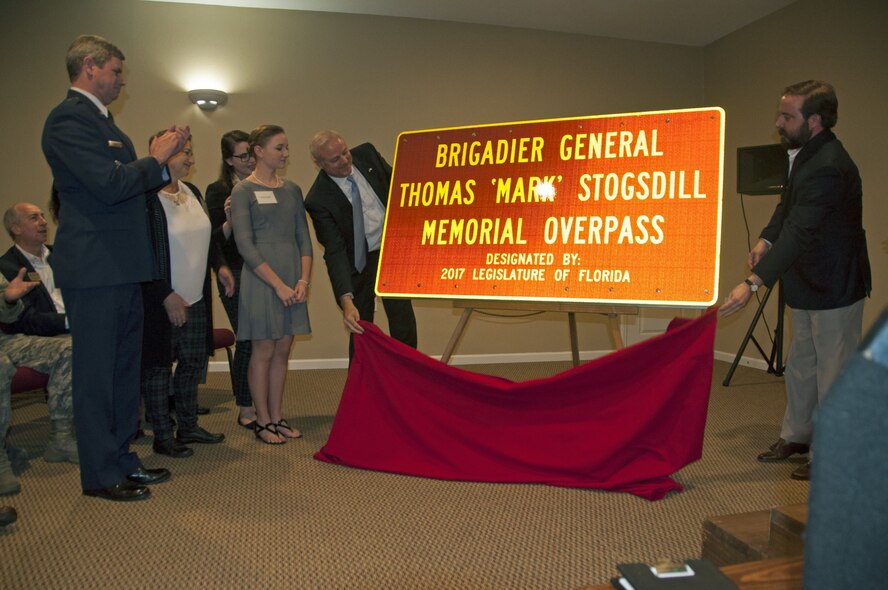 BRIGADIER GENERAL
THOMAS 'MARK' STOGSDILL
MEMORIAL OVERPASS
DESIGNATED BY:
2017 LEGISLATURE OF FLORIDA